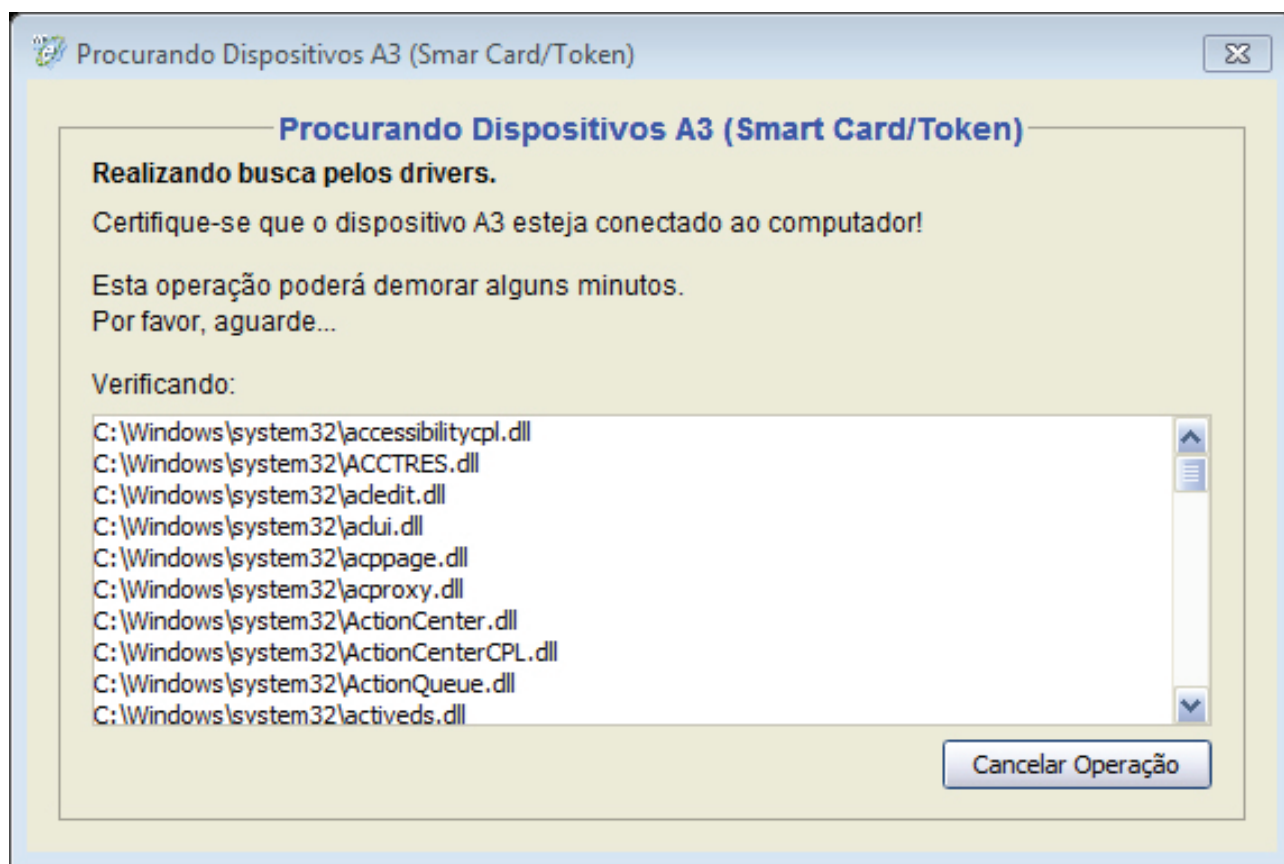 Procurando Dispositivos A3 (Smar Card/Token)
Procurando Dispositivos A3 (Smart Card/Token)
Realizando busca pelos drivers.
Certifique-se que o dispositivo A3 esteja conectado ao computador!
Esta operação poderá demorar alguns minutos.
Por favor, aguarde...
Verificando:
C:\Windows\system32\accessibilitycpl.dll
C:\Windows\system32\ACCTRES.dll
C:\Windows\system32\acledit.dll
C:\Windows\system32\aclui.dll
C:\Windows\system32\acppage.dll
C:\Windows\system32\acproxy.dll
C:\Windows\system32\ActionCenter.dll
C:\Windows\system32\ActionCenterCPL.dll
C:\Windows\system32\ActionQueue.dll
C:\Windows\system32\activeds.dll
Cancelar Operação